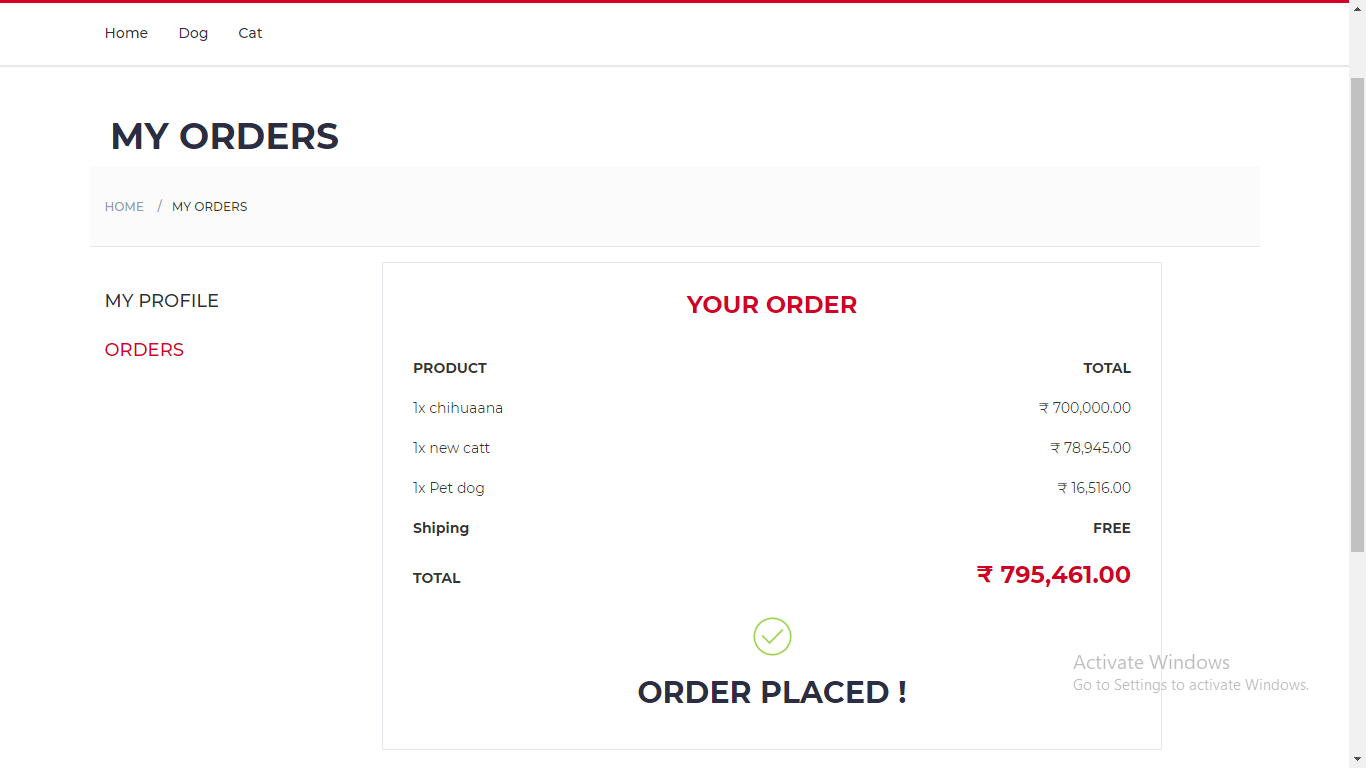 Home Dog Cat
MY ORDERS
HOME / MY ORDERS
MY PROFILE
ORDERS
YOUR ORDER
PRODUCT TOTAL
1x chihuaana ₹ 700,000.00
1x new catt ₹ 78,945.00
1x Pet dog ₹ 16,516.00
Shiping FREE
TOTAL ₹ 795,461.00
ORDER PLACED !
Activate Windows
Go to Settings to activate Windows.